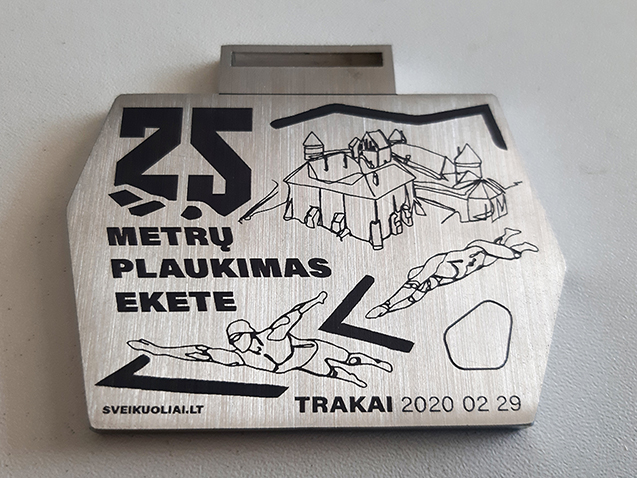 25
METRŲ
PLAUKIMAS
EKETE
SVEIKUOLIAI.LT
TRAKAI 2020 02 29